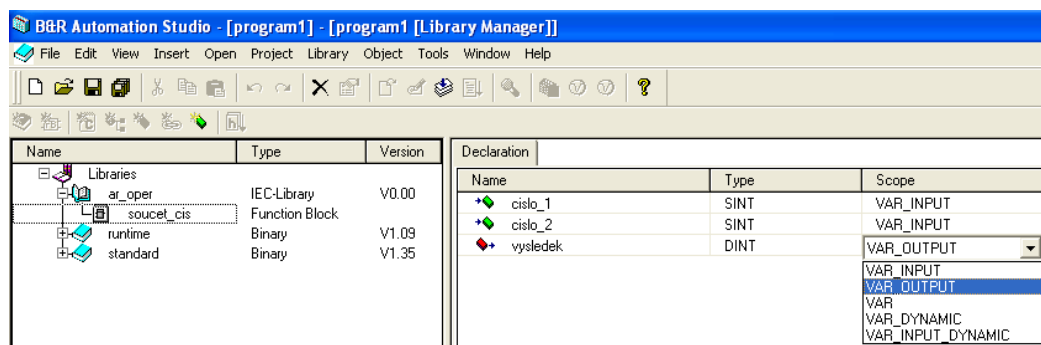 B&R Automation Studio - [program1] - [program1 [Library Manager]]
File Edit View Insert Open Project Library Object Tools Window Help
Name Type Version
Libraries
ar_oper IEC-Library V0.00
soucet_cis Function Block
runtime Binary V1.09
standard Binary V1.35
Declaration
Name Type Scope
cislo_1 SINT VAR_INPUT
cislo_2 SINT VAR_INPUT
vysledek DINT VAR_OUTPUT
VAR_INPUT
VAR_OUTPUT
VAR
VAR_DYNAMIC
VAR_INPUT_DYNAMIC